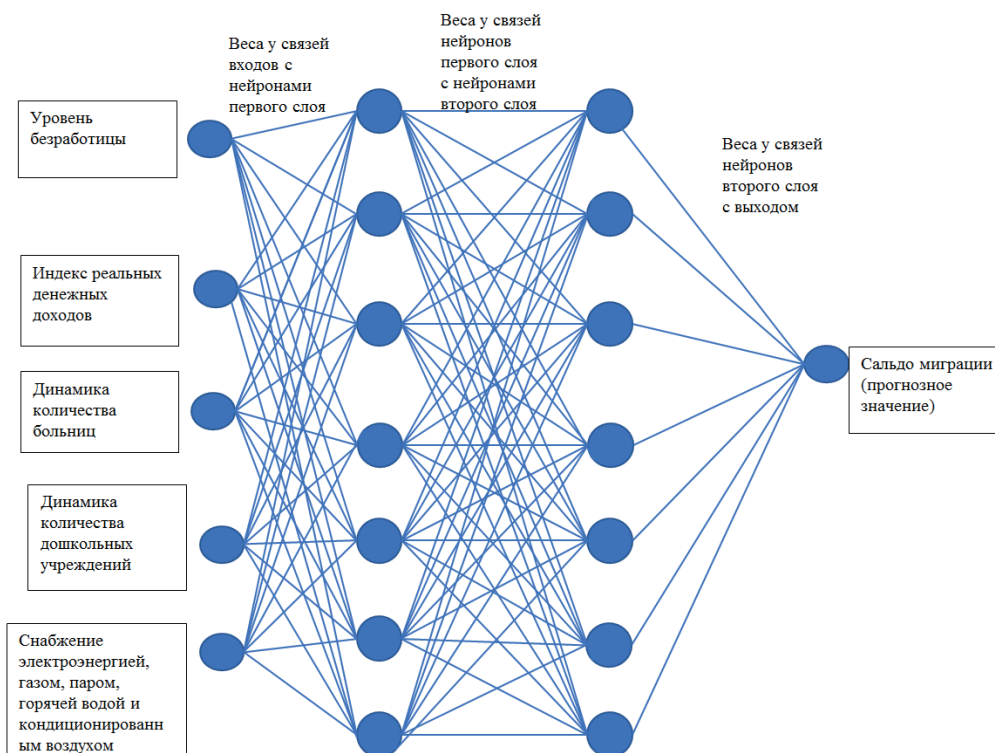 Веса у связей
входов с
нейронами
первого слоя
Веса у связей
нейронов
первого слоя
с нейронами
второго слоя
Веса у связей
нейронов
второго слоя
с выходом
Уровень
безработицы
Индекс реальных
денежных
доходов
Динамика
количества
больниц
Динамика
количества
дошкольных
учреждений
Снабжение
электроэнергией,
газом, паром,
горячей водой и
кондиционированн
ым воздухом
Сальдо миграции
(прогнозное
значение)